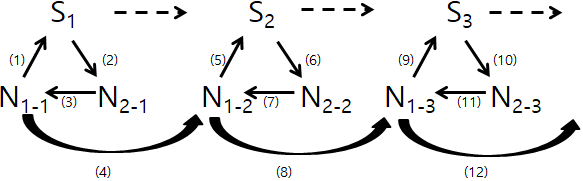 S1 S2 S3
(1) (2) (5) (6) (9) (10)
N1-1 (3) N2-1 N1-2 (7) N2-2 N1-3 (11) N2-3
(4) (8) (12)